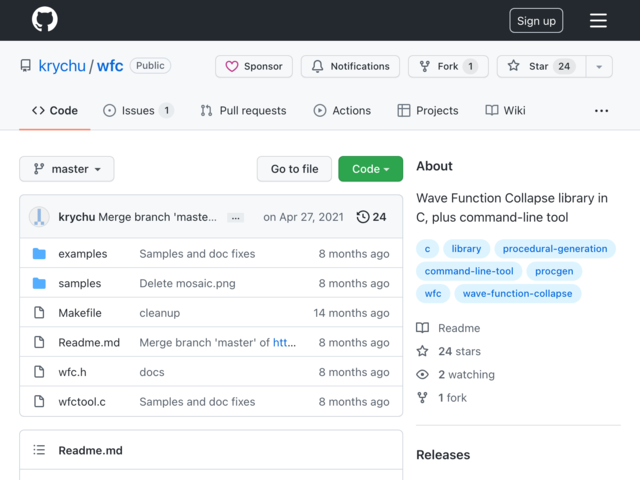 Sign up
krychu / wfc Public
Sponsor Notifications Fork 1 Star 24
Code Issues 1 Pull requests Actions Projects Wiki ...
master Go to file Code
krychu Merge branch 'maste... ... on Apr 27, 2021 24
examples Samples and doc fixes 8 months ago
samples Delete mosaic.png 8 months ago
Makefile cleanup 14 months ago
Readme.md Merge branch 'master' of htt... 8 months ago
wfc.h docs 8 months ago
wfctool.c Samples and doc fixes 8 months ago
Readme.md
About
Wave Function Collapse library in
C, plus command-line tool
c library procedural-generation
command-line-tool procgen
wfc wave-function-collapse
Readme
24 stars
2 watching
1 fork
Releases